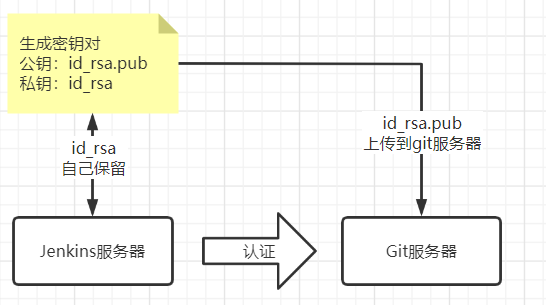 生成密钥对
公钥：id_rsa.pub
私钥：id_rsa
id_rsa.pub
上传到git服务器
id_rsa
自己保留
Jenkins服务器
认证
Git服务器